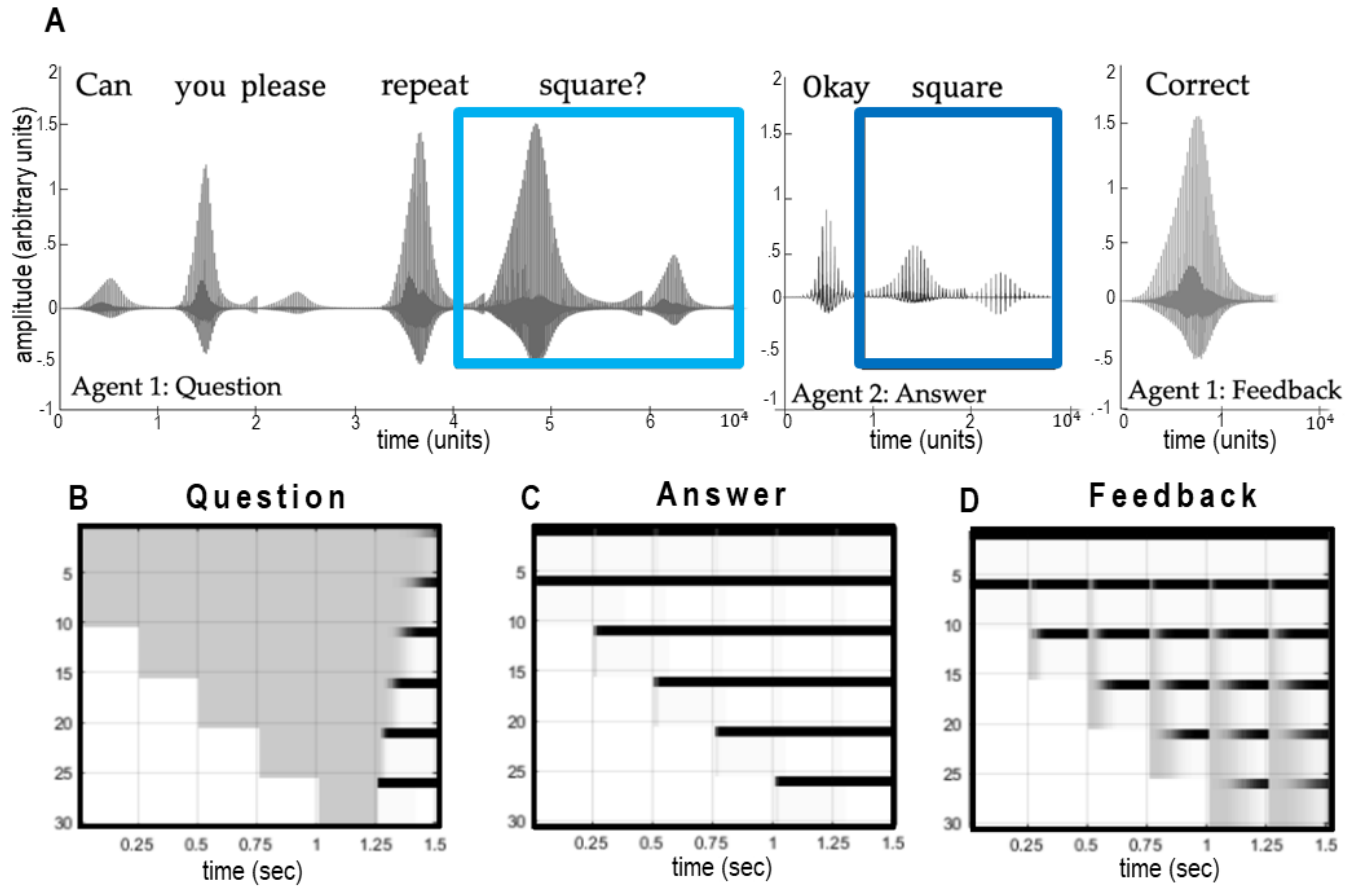 A
Can you please repeat square?
Okay square
Correct
amplitude (arbitrary units)
2
1.5
1
.5
0
-.5
-1
Agent 1: Question
0 1 2 3 4 5 6 10⁴
time (units)
2
1.5
1
.5
0
-.5
-1
Agent 2: Answer
0 1 2 3 10⁴
time (units)
2
1.5
1
.5
0
-.5
-1
Agent 1: Feedback
0 1 10⁴
time (units)
B Question
5
10
15
20
25
30
0.25 0.5 0.75 1 1.25 1.5
time (sec)
C Answer
5
10
15
20
25
30
0.25 0.5 0.75 1 1.25 1.5
time (sec)
D Feedback
5
10
15
20
25
30
0.25 0.5 0.75 1 1.25 1.5
time (sec)